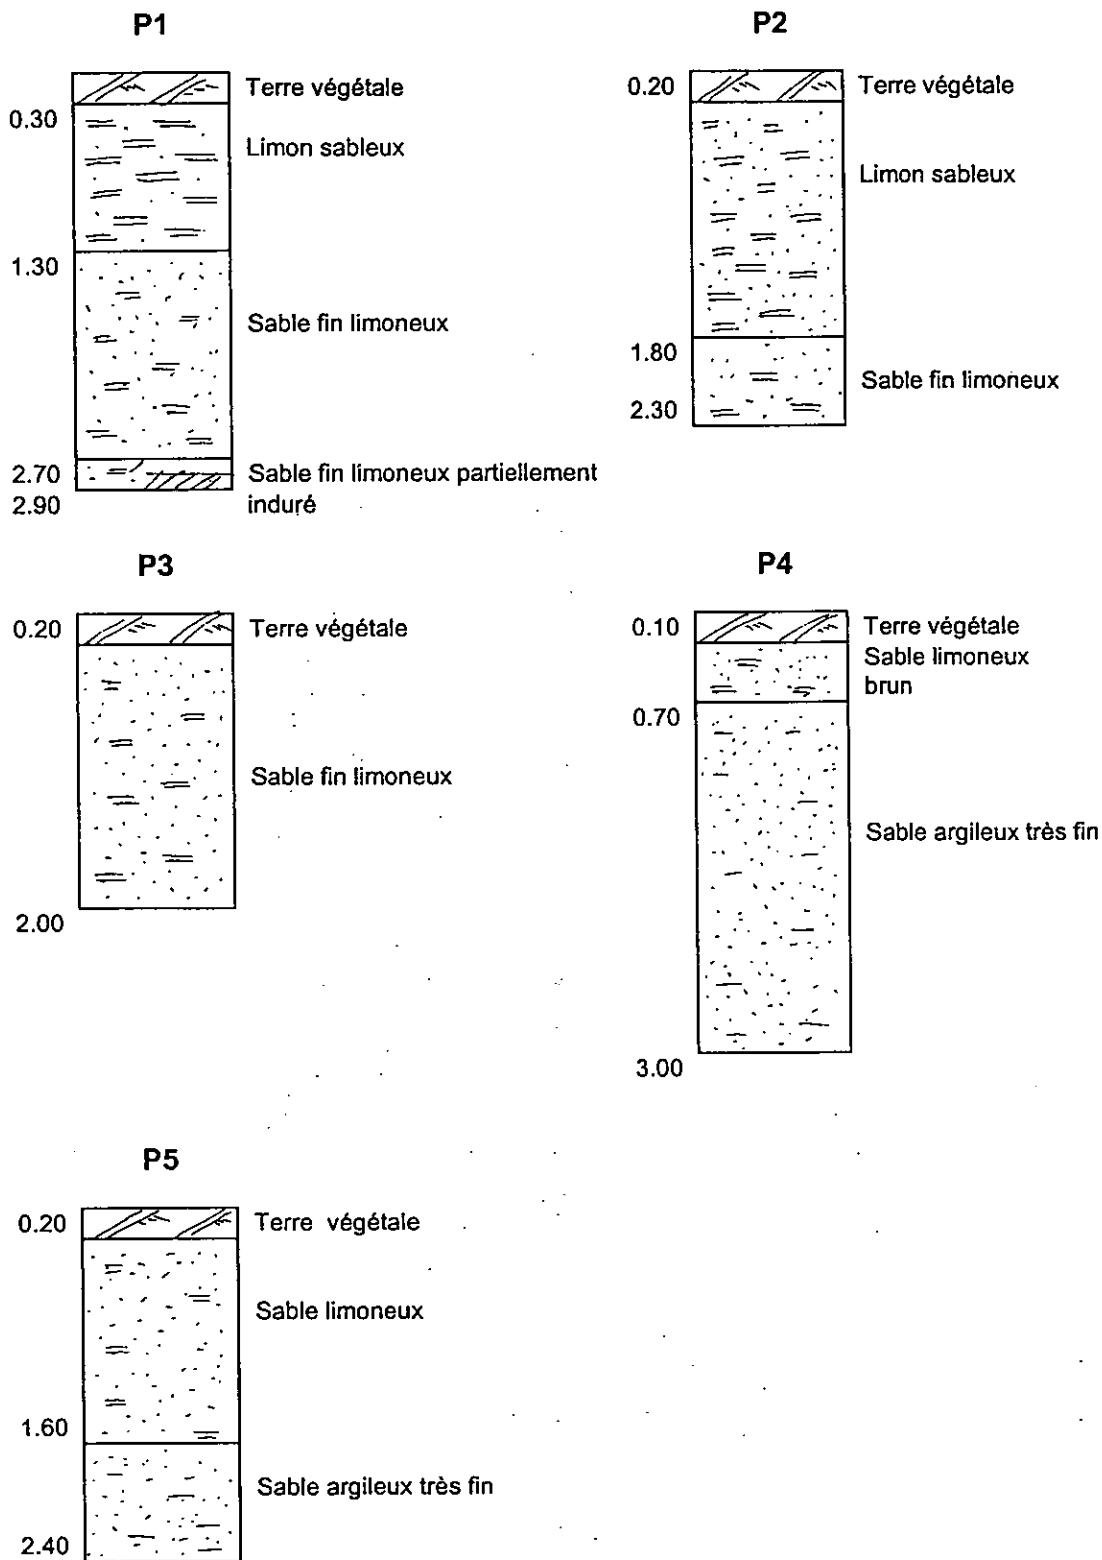 P1
Terre végétale
0.30
Limon sableux
1.30
Sable fin limoneux
2.70
Sable fin limoneux partiellement
2.90
induré
P2
0.20
Terre végétale
Limon sableux
1.80
Sable fin limoneux
2.30
P3
0.20
Terre végétale
Sable fin limoneux
2.00
P4
0.10
Terre végétale
Sable limoneux
brun
0.70
Sable argileux très fin
3.00
P5
0.20
Terre végétale
Sable limoneux
1.60
Sable argileux très fin
2.40